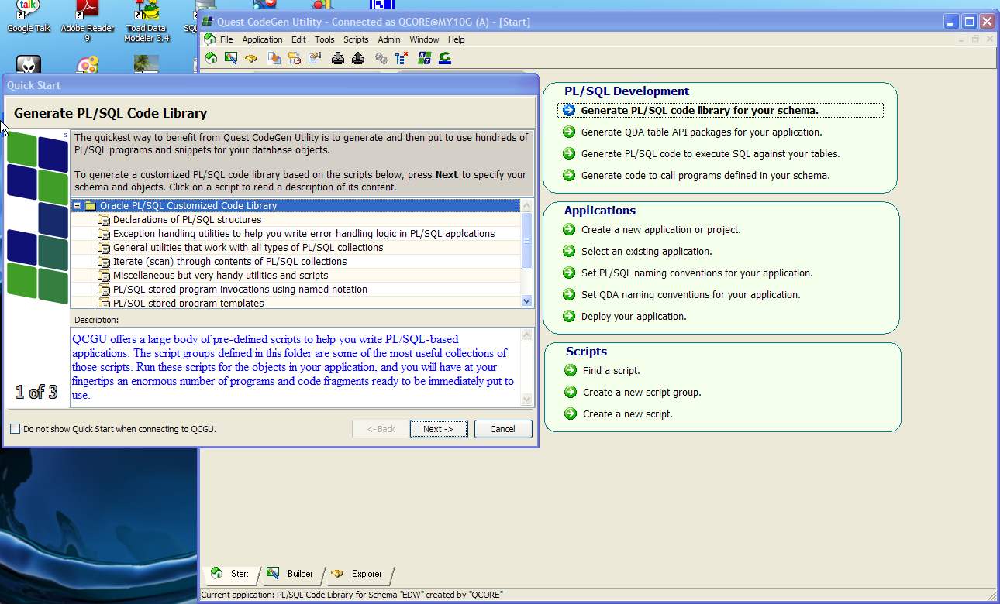 talk
Google Talk
Adobe Reader
9
Toad Data
Modeler 3.4
Quest CodeGen Utility - Connected as QCORE@MY10G (A) - [Start]
File Application Edit Tools Scripts Admin Window Help
Quick Start
Generate PL/SQL Code Library
TM
The quickest way to benefit from Quest CodeGen Utility is to generate and then put to use hundreds of
PL/SQL programs and snippets for your database objects.
To generate a customized PL/SQL code library based on the scripts below, press Next to specify your
schema and objects. Click on a script to read a description of its content.
Oracle PL/SQL Customized Code Library
Declarations of PL/SQL structures
Exception handling utilities to help you write error handling logic in PL/SQL applcations
General utilities that work with all types of PL/SQL collections
Iterate (scan) through contents of PL/SQL collections
Miscellaneous but very handy utilities and scripts
PL/SQL stored program invocations using named notation
PL/SQL stored program templates
Description:
QCGU offers a large body of pre-defined scripts to help you write PL/SQL-based
applications. The script groups defined in this folder are some of the most useful collections of
those scripts. Run these scripts for the objects in your application, and you will have at your
fingertips an enormous number of programs and code fragments ready to be immediately put to
use.
1 of 3
Do not show Quick Start when connecting to QCGU.
<- Back
Next ->
Cancel
PL/SQL Development
Generate PL/SQL code library for your schema.
Generate QDA table API packages for your application.
Generate PL/SQL code to execute SQL against your tables.
Generate code to call programs defined in your schema.
Applications
Create a new application or project.
Select an existing application.
Set PL/SQL naming conventions for your application.
Set QDA naming conventions for your application.
Deploy your application.
Scripts
Find a script.
Create a new script group.
Create a new script.
Start
Builder
Explorer
Current application: PL/SQL Code Library for Schema "EDW" created by "QCORE"